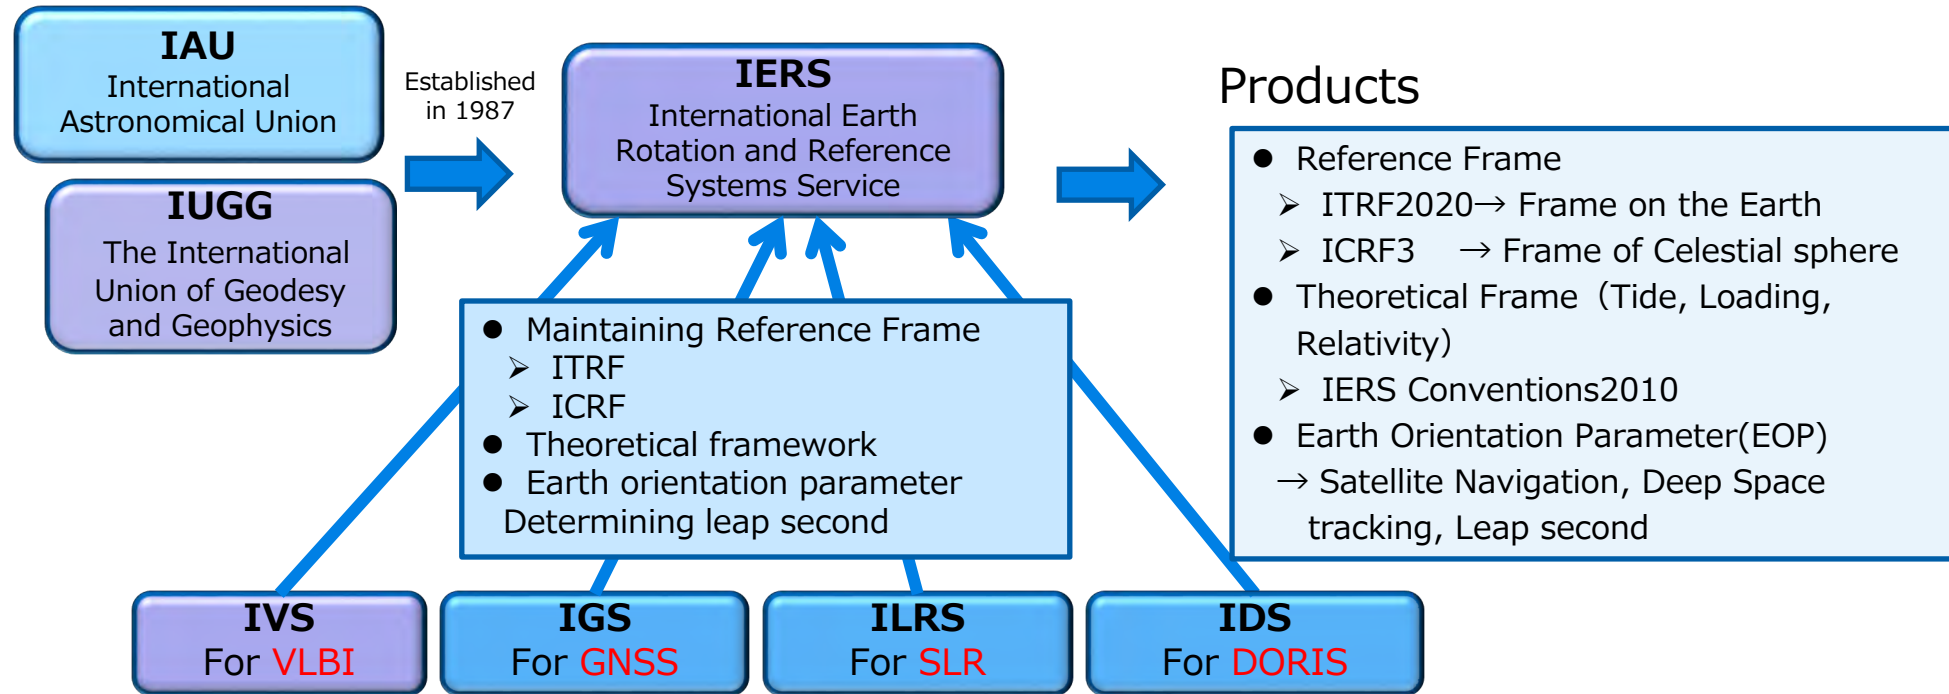 IAU
International
Astronomical Union
IUGG
The International
Union of Geodesy
and Geophysics
Established
in 1987
IERS
International Earth
Rotation and Reference
Systems Service
● Maintaining Reference Frame
➢ ITRF
➢ ICRF
● Theoretical framework
● Earth orientation parameter
Determining leap second
IVS
For VLBI
IGS
For GNSS
ILRS
For SLR
IDS
For DORIS
Products
● Reference Frame
➢ ITRF2020→ Frame on the Earth
➢ ICRF3 → Frame of Celestial sphere
● Theoretical Frame（Tide, Loading,
Relativity）
➢ IERS Conventions2010
● Earth Orientation Parameter(EOP)
→ Satellite Navigation, Deep Space
tracking, Leap second